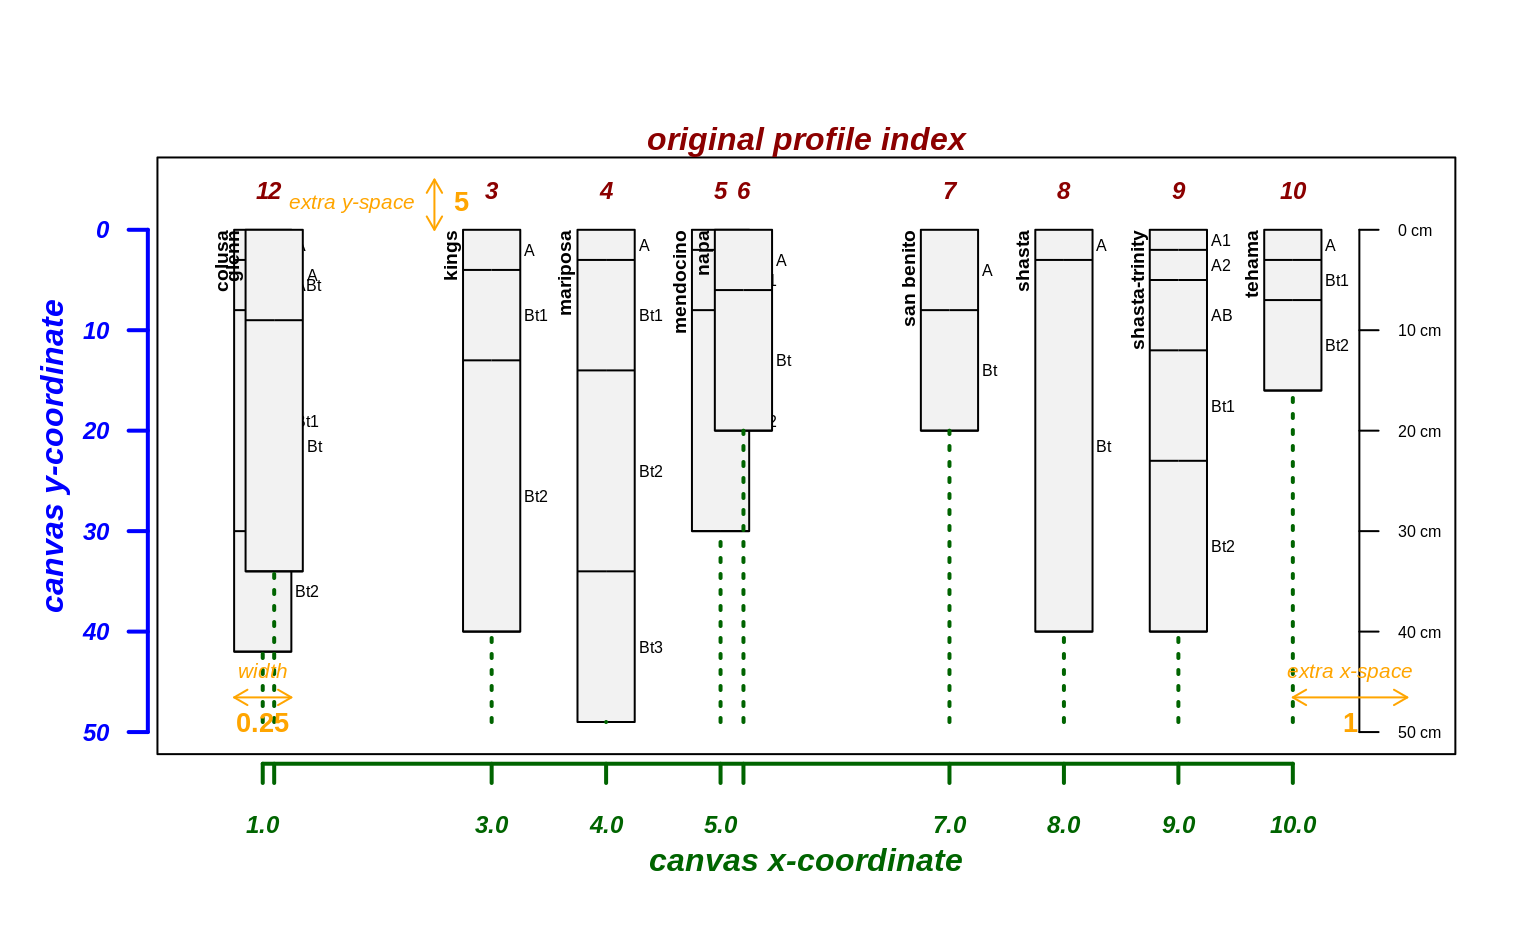 original profile index
12 3 4 5 6 7 8 9 10
extra y-space 5
canvas y-coordinate
0
10
20
30
40
50
colusa
glenn
A
ABt
Bt
Bt2
kings
A
Bt1
Bt2
mariposa
A
Bt1
Bt2
Bt3
mendocino
napa
A
Bt
san benito
A
Bt
shasta
A
Bt
shasta-trinity
A1
A2
AB
Bt1
Bt2
tehama
A
Bt1
Bt2
0 cm
10 cm
20 cm
30 cm
40 cm
50 cm
width
0.25
extra x-space
1
1.0 3.0 4.0 5.0 7.0 8.0 9.0 10.0
canvas x-coordinate